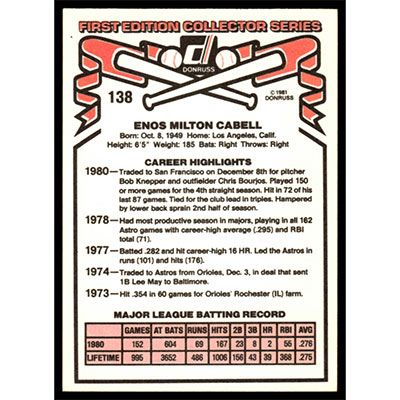 FIRST EDITION COLLECTOR SERIES
DONRUSS
138
© 1981
DONRUSS
ENOS MILTON CABELL
Born: Oct. 8, 1949 Home: Los Angeles, Calif.
Height: 6'5" Weight: 185 Bats: Right Throws: Right
CAREER HIGHLIGHTS
1980—Traded to San Francisco on December 8th for pitcher
Bob Knepper and outfielder Chris Bourjos. Played 150
or more games for the 4th straight season. Hit in 72 of
last 87 games. Tied for the club lead in triples. Hampered
by lower back sprain 2nd half of season.
1978—Had most productive season in majors, playing in all 162
Astro games with career-high average (.295) and RBI
total (71).
1977—Batted .282 and hit career-high 16 HR. Led the Astros in
runs (101) and hits (176).
1974—Traded to Astros from Orioles, Dec. 3, in deal that sent
1B Lee May to Baltimore.
1973—Hit .354 in 60 games for Orioles' Rochester (IL) farm.
MAJOR LEAGUE BATTING RECORD
GAMES AT BATS RUNS HITS 2B 3B HR RBI AVG
1980 152 604 69 167 23 8 2 55 .276
LIFETIME 995 3652 486 1006 156 43 39 368 .275